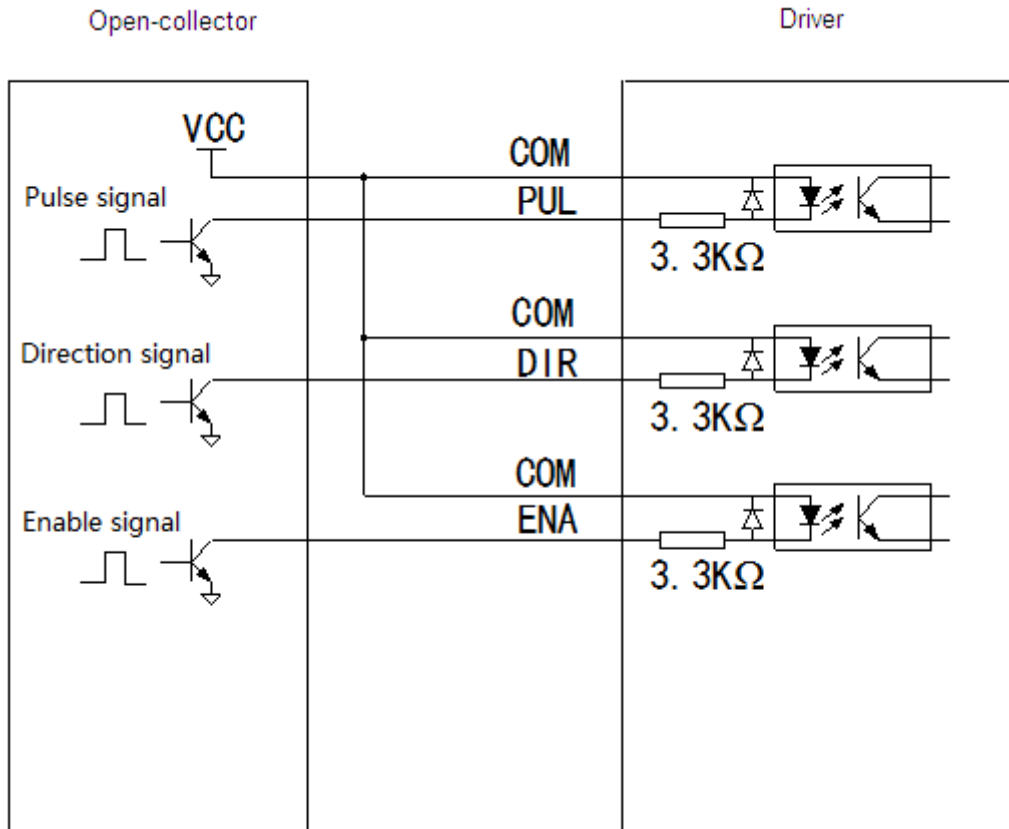 Open-collector
Driver
VCC
COM
Pulse signal
PUL
3.3KΩ
COM
Direction signal
DIR
3.3KΩ
COM
Enable signal
ENA
3.3KΩ